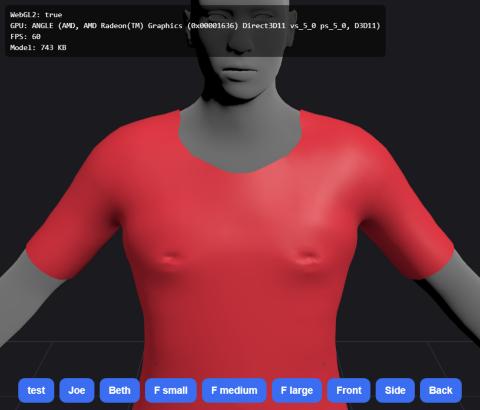 WebGL2: true
GPU: ANGLE (AMD, AMD Radeon(TM) Graphics (0x00001636) Direct3D11 vs_5_0 ps_5_0, D3D11)
FPS: 60
Model: 743 KB
test Joe Beth F small F medium F large Front Side Back